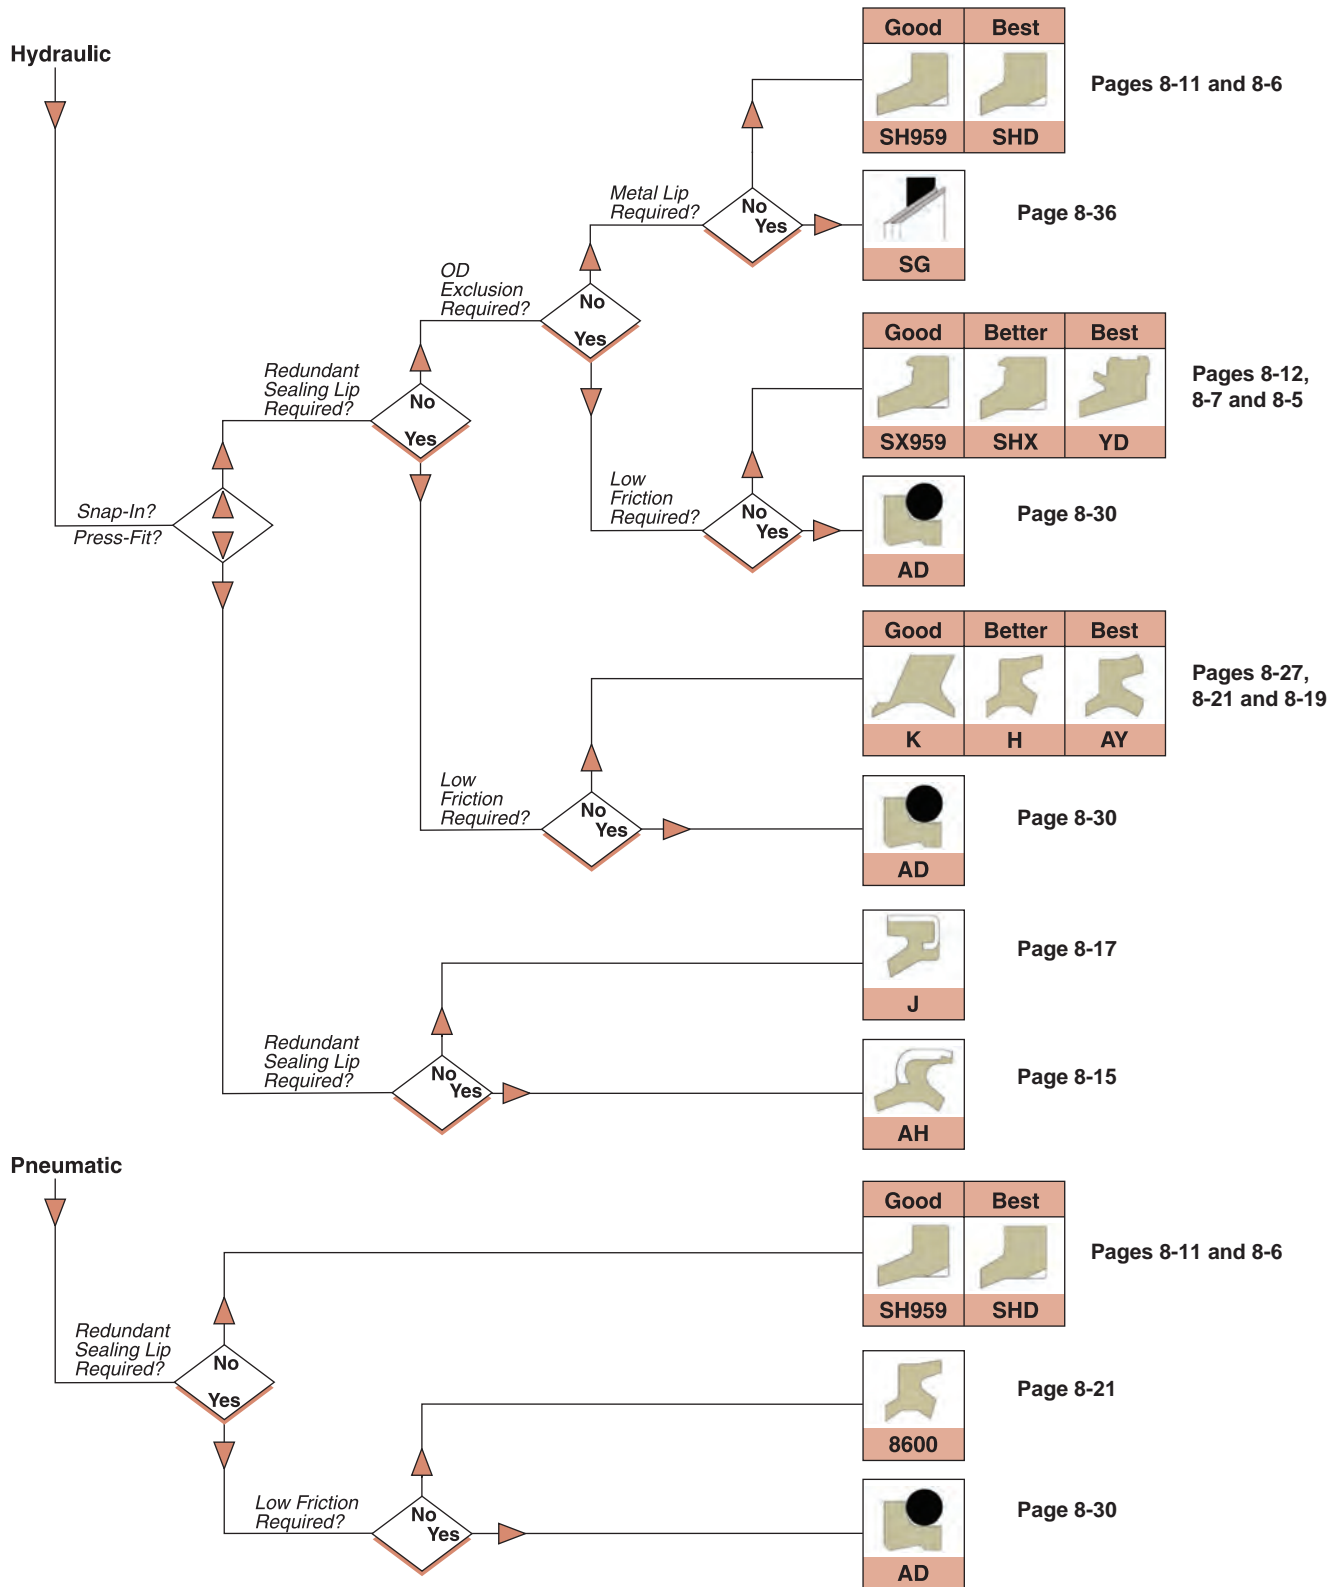 Hydraulic
Good Best
SH959 SHD
Pages 8-11 and 8-6
Metal Lip
Required?
No
Yes
SG
Page 8-36
OD
Exclusion
Required?
No
Yes
Good Better Best
SX959 SHX YD
Pages 8-12,
8-7 and 8-5
Redundant
Sealing Lip
Required?
No
Yes
Low
Friction
Required?
No
Yes
AD
Page 8-30
Snap-In?
Press-Fit?
Good Better Best
K H AY
Pages 8-27,
8-21 and 8-19
Low
Friction
Required?
No
Yes
AD
Page 8-30
J
Page 8-17
Redundant
Sealing Lip
Required?
No
Yes
AH
Page 8-15
Pneumatic
Good Best
SH959 SHD
Pages 8-11 and 8-6
Redundant
Sealing Lip
Required?
No
Yes
8600
Page 8-21
Low Friction
Required?
No
Yes
AD
Page 8-30